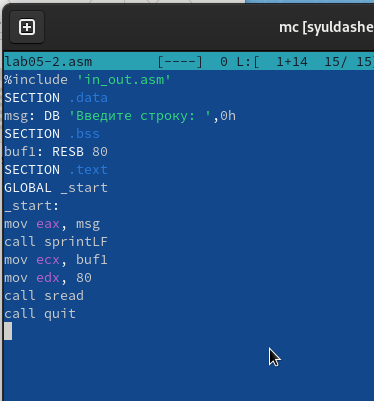 mc [syuldashe
lab05-2.asm [----] 0 L:[ 1+14 15/ 15
%include 'in_out.asm'
SECTION .data
msg: DB 'Введите строку: ',0h
SECTION .bss
buf1: RESB 80
SECTION .text
GLOBAL _start
_start:
mov eax, msg
call sprintLF
mov ecx, buf1
mov edx, 80
call sread
call quit